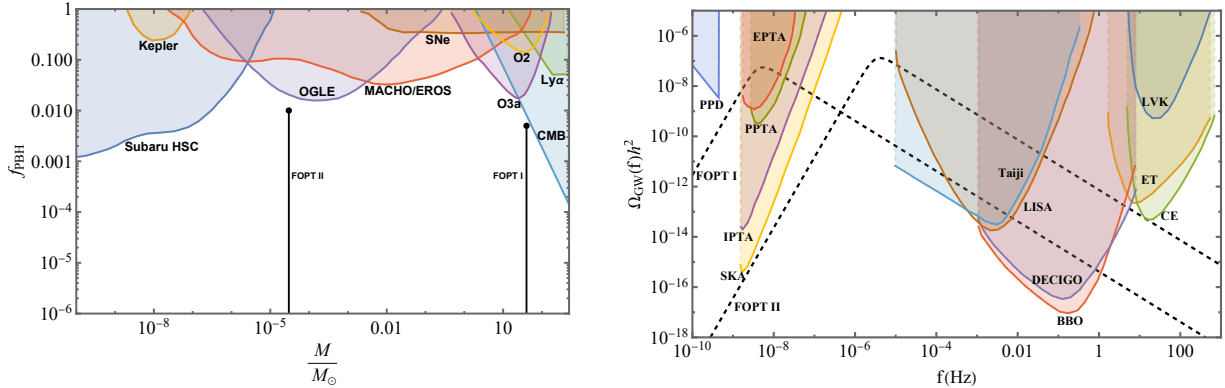 1
0.100
0.010
0.001
10⁻⁴
10⁻⁵
10⁻⁶
f_PBH
Kepler
Subaru HSC
OGLE
MACHO/EROS
SNe
O2
Lyα
O3a
CMB
FOPT II
FOPT I
10⁻⁸
10⁻⁵
0.01
10
M
M☉
10⁻⁶
10⁻⁸
10⁻¹⁰
10⁻¹²
10⁻¹⁴
10⁻¹⁶
10⁻¹⁸
Ω_GW(f)h²
PPD
EPTA
PPTA
FOPT I
IPTA
SKA
FOPT II
Taiji
LISA
DECIGO
BBO
LVK
ET
CE
10⁻¹⁰
10⁻⁸
10⁻⁶
10⁻⁴
0.01
1
100
f(Hz)